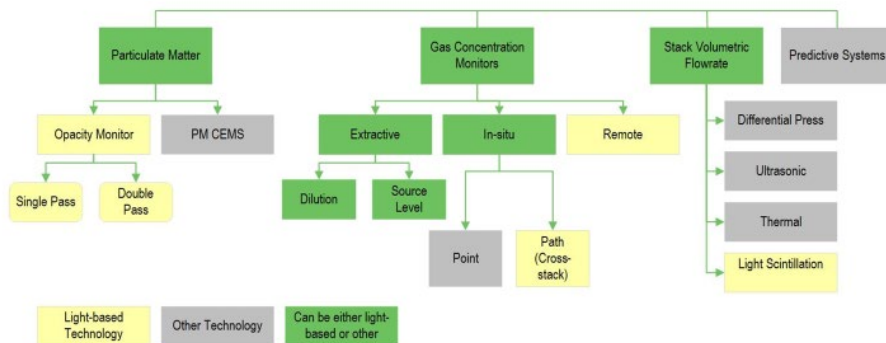 Particulate Matter
Gas Concentration
Monitors
Stack Volumetric
Flowrate
Predictive Systems
Opacity Monitor
PM CEMS
Extractive
In-situ
Remote
Differential Press
Single Pass
Double
Pass
Dilution
Source
Level
Ultrasonic
Point
Path
(Cross-
stack)
Thermal
Light Scintillation
Light-based
Technology
Other Technology
Can be either light-
based or other